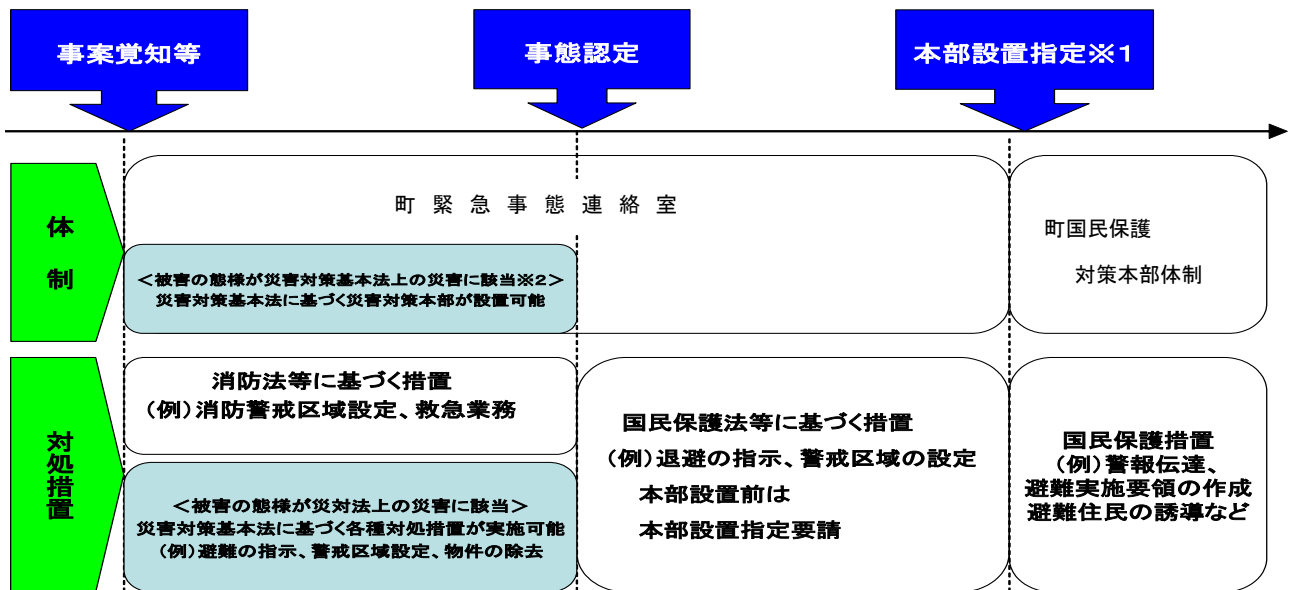 事案覚知等
事態認定
本部設置指定※1
体
制
町緊急事態連絡室
<被害の態様が災害対策基本法上の災害に該当※2>
災害対策基本法に基づく災害対策本部が設置可能
町国民保護
対策本部体制
対処措置
消防法等に基づく措置
(例)消防警戒区域設定、救急業務
<被害の態様が災対法上の災害に該当>
災害対策基本法に基づく各種対処措置が実施可能
(例)避難の指示、警戒区域設定、物件の除去
国民保護法等に基づく措置
(例)退避の指示、警戒区域の設定
本部設置前は
本部設置指定要請
国民保護措置
(例)警報伝達、
避難実施要領の作成
避難住民の誘導など